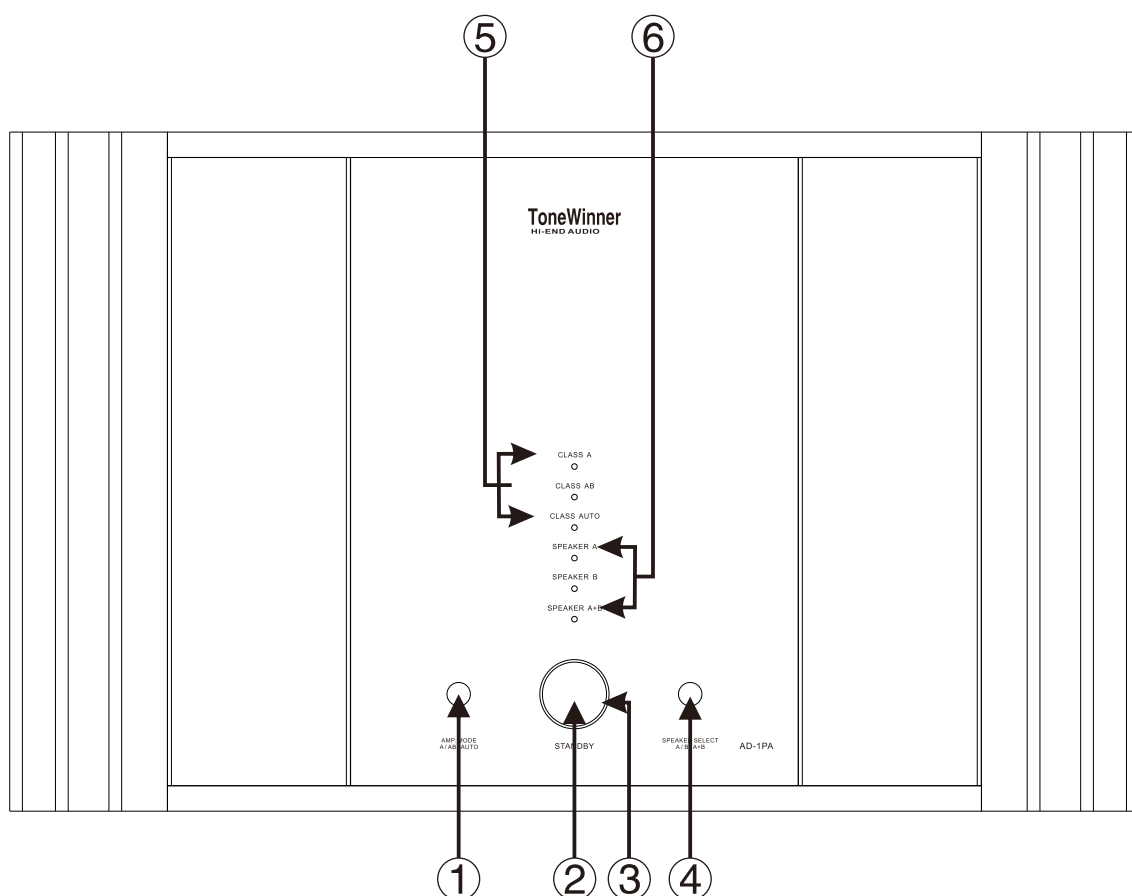 ⑤ ⑥
ToneWinner
Hi-END AUDIO
CLASS A
CLASS AB
CLASS AUTO
SPEAKER A
SPEAKER B
SPEAKER A+B
AMP. MODE
A / AB / AUTO
STANDBY
SPEAKER SELECT
A / B / A+B
AD-1PA
① ② ③ ④